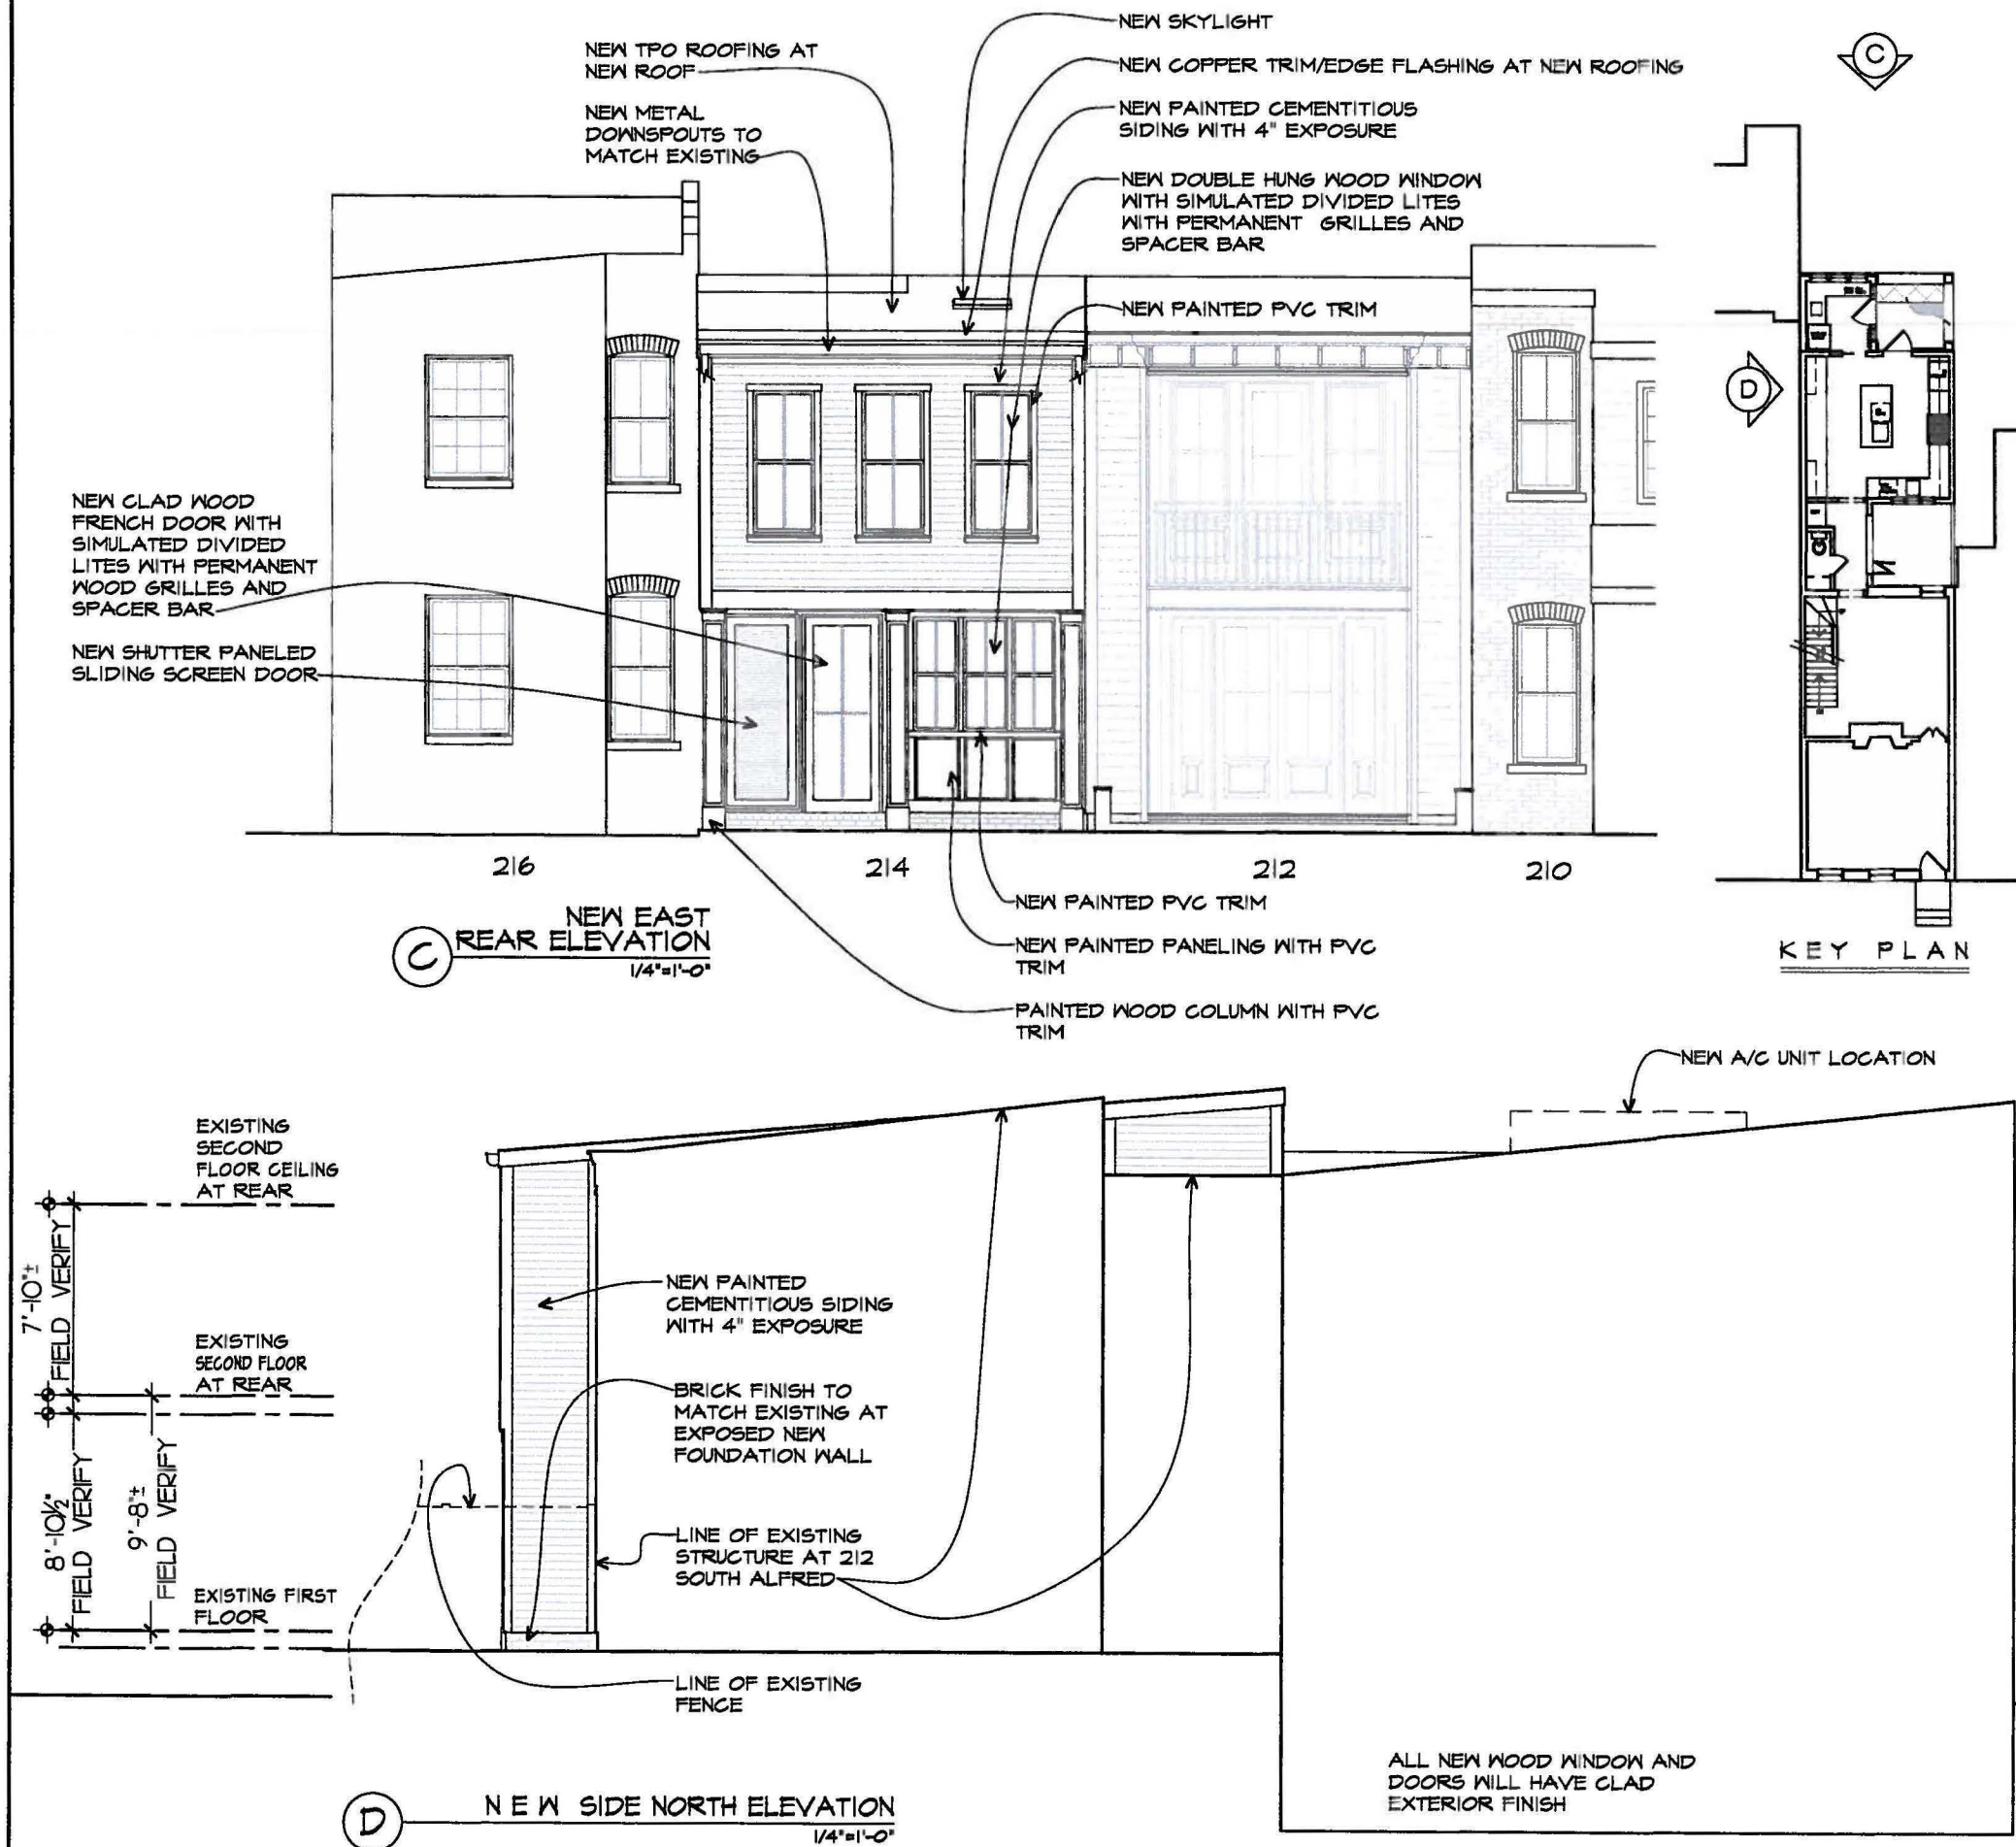 NEW SKYLIGHT
NEW TPO ROOFING AT
NEW ROOF
NEW COPPER TRIM/EDGE FLASHING AT NEW ROOFING
NEW METAL
DOWNSPOUTS TO
MATCH EXISTING
NEW PAINTED CEMENTITIOUS
SIDING WITH 4" EXPOSURE
NEW DOUBLE HUNG WOOD WINDOW
WITH SIMULATED DIVIDED LITES
WITH PERMANENT GRILLES AND
SPACER BAR
NEW PAINTED PVC TRIM
NEW CLAD WOOD
FRENCH DOOR WITH
SIMULATED DIVIDED
LITES WITH PERMANENT
WOOD GRILLES AND
SPACER BAR
NEW SHUTTER PANELED
SLIDING SCREEN DOOR
216
214
212
210
NEW PAINTED PVC TRIM
NEW PAINTED PANELING WITH PVC
TRIM
PAINTED WOOD COLUMN WITH PVC
TRIM
C
NEW EAST
REAR ELEVATION
1/4"=1'-0"
C
D
KEY PLAN
NEW A/C UNIT LOCATION
EXISTING
SECOND
FLOOR CEILING
AT REAR
7'-10"±
FIELD VERIFY
EXISTING
SECOND FLOOR
AT REAR
8'-10½"
FIELD VERIFY
9'-8"±
FIELD VERIFY
EXISTING FIRST
FLOOR
NEW PAINTED
CEMENTITIOUS SIDING
WITH 4" EXPOSURE
BRICK FINISH TO
MATCH EXISTING AT
EXPOSED NEW
FOUNDATION WALL
LINE OF EXISTING
STRUCTURE AT 212
SOUTH ALFRED
LINE OF EXISTING
FENCE
ALL NEW WOOD WINDOW AND
DOORS WILL HAVE CLAD
EXTERIOR FINISH
D
NEW SIDE NORTH ELEVATION
1/4"=1'-0"